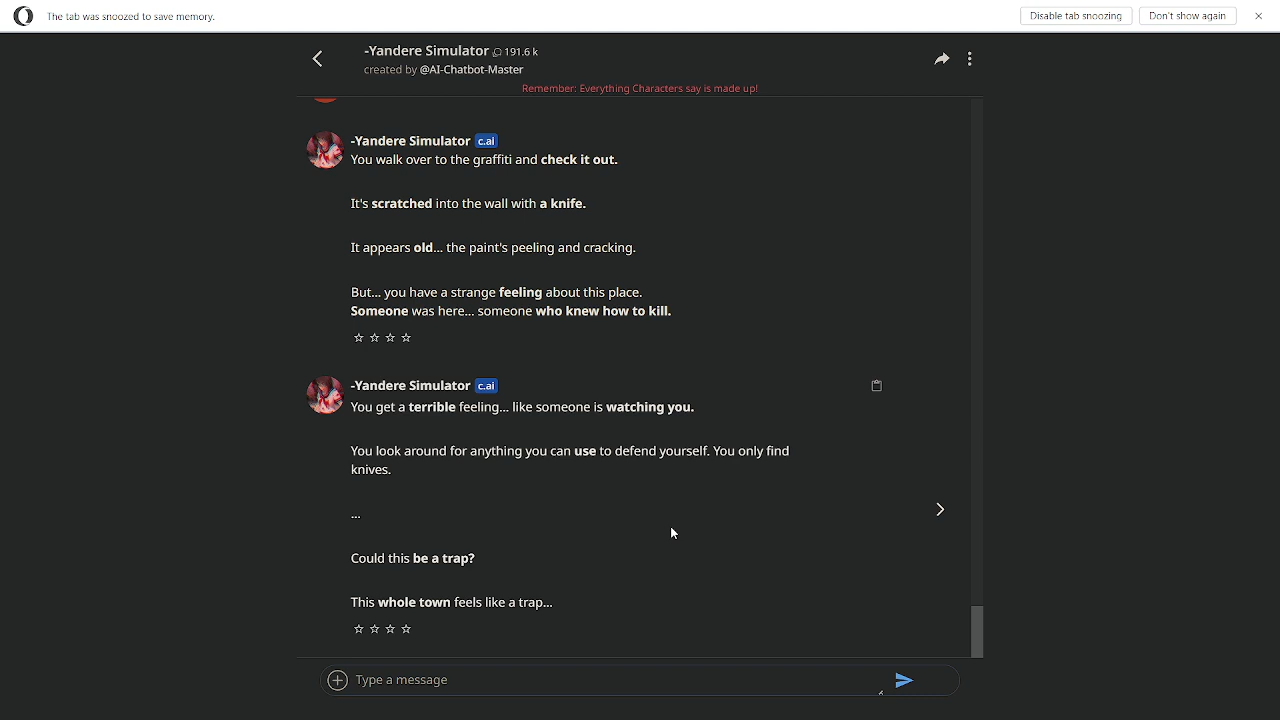 The tab was snoozed to save memory.
Disable tab snoozing
Don't show again
-Yandere Simulator 191.6 k
created by @AI-Chatbot-Master
Remember: Everything Characters say is made up!
-Yandere Simulator c.ai
You walk over to the graffiti and check it out.
It's scratched into the wall with a knife.
It appears old... the paint's peeling and cracking.
But... you have a strange feeling about this place.
Someone was here... someone who knew how to kill.
-Yandere Simulator c.ai
You get a terrible feeling... like someone is watching you.
You look around for anything you can use to defend yourself. You only find
knives.
...
Could this be a trap?
This whole town feels like a trap...
Type a message